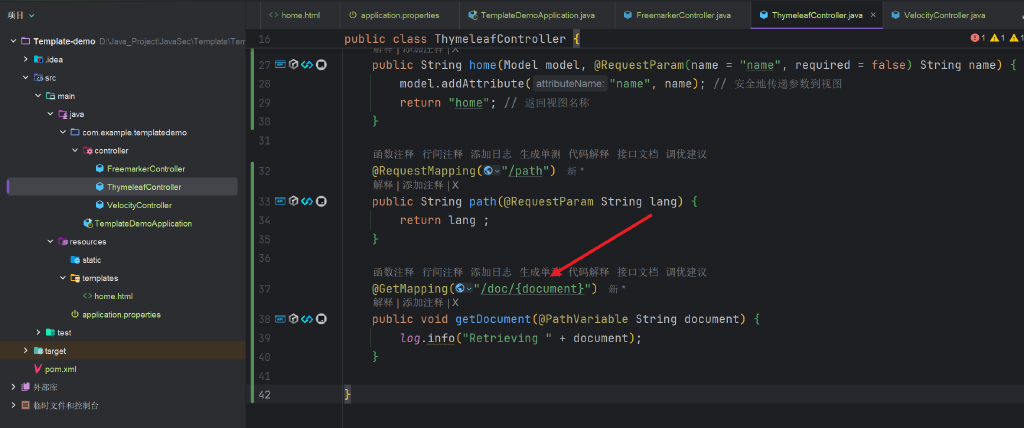 项目
Template-demo D:\Java_Project\JavaSec\Template\Tem
.idea
src
main
java
com.example.templatedemo
controller
FreemarkerController
ThymeleafController
VelocityController
TemplateDemoApplication
resources
static
templates
home.html
application.properties
test
target
pom.xml
外部库
临时文件和控制台
home.html application.properties TemplateDemoApplication.java FreemarkerController.java ThymeleafController.java VelocityController.java
16 public class ThymeleafController { 1 1 1
解释 | 添加注释 | X
27 public String home(Model model, @RequestParam(name = "name", required = false) String name) {
28 model.addAttribute( attributeName: "name", name); // 安全地传递参数到视图
29 return "home"; // 返回视图名称
30 }
31
函数注释 行间注释 添加日志 生成单测 代码解释 接口文档 调优建议
32 @RequestMapping("/path") 新 *
解释 | 添加注释 | X
33 public String path(@RequestParam String lang) {
34 return lang ;
35 }
36
函数注释 行间注释 添加日志 生成单测 代码解释 接口文档 调优建议
37 @GetMapping("/doc/{document}") 新 *
解释 | 添加注释 | X
38 public void getDocument(@PathVariable String document) {
39 log.info("Retrieving " + document);
40 }
41
42 }